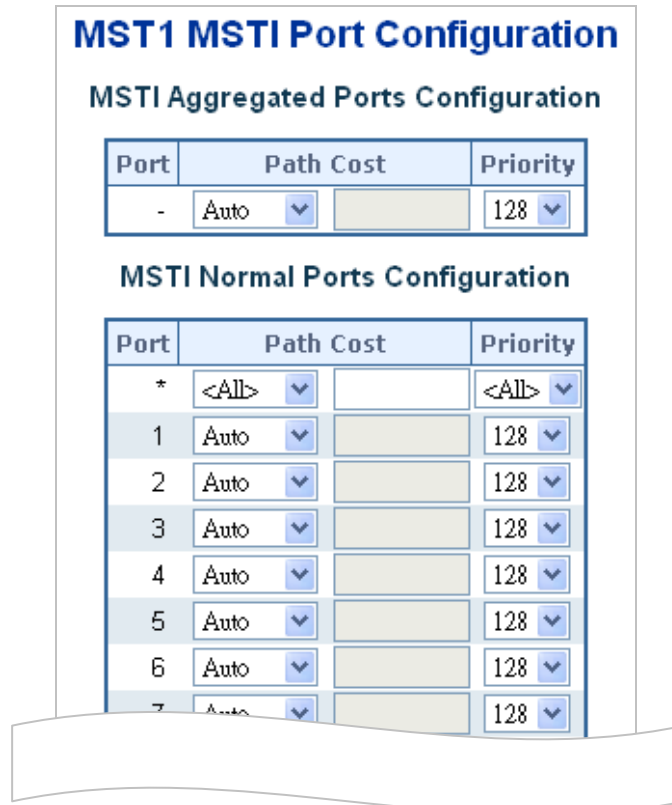 MST1 MSTI Port Configuration
MSTI Aggregated Ports Configuration
Port Path Cost Priority
- Auto 128
MSTI Normal Ports Configuration
Port Path Cost Priority
* <All> <All>
1 Auto 128
2 Auto 128
3 Auto 128
4 Auto 128
5 Auto 128
6 Auto 128
7 Auto 128